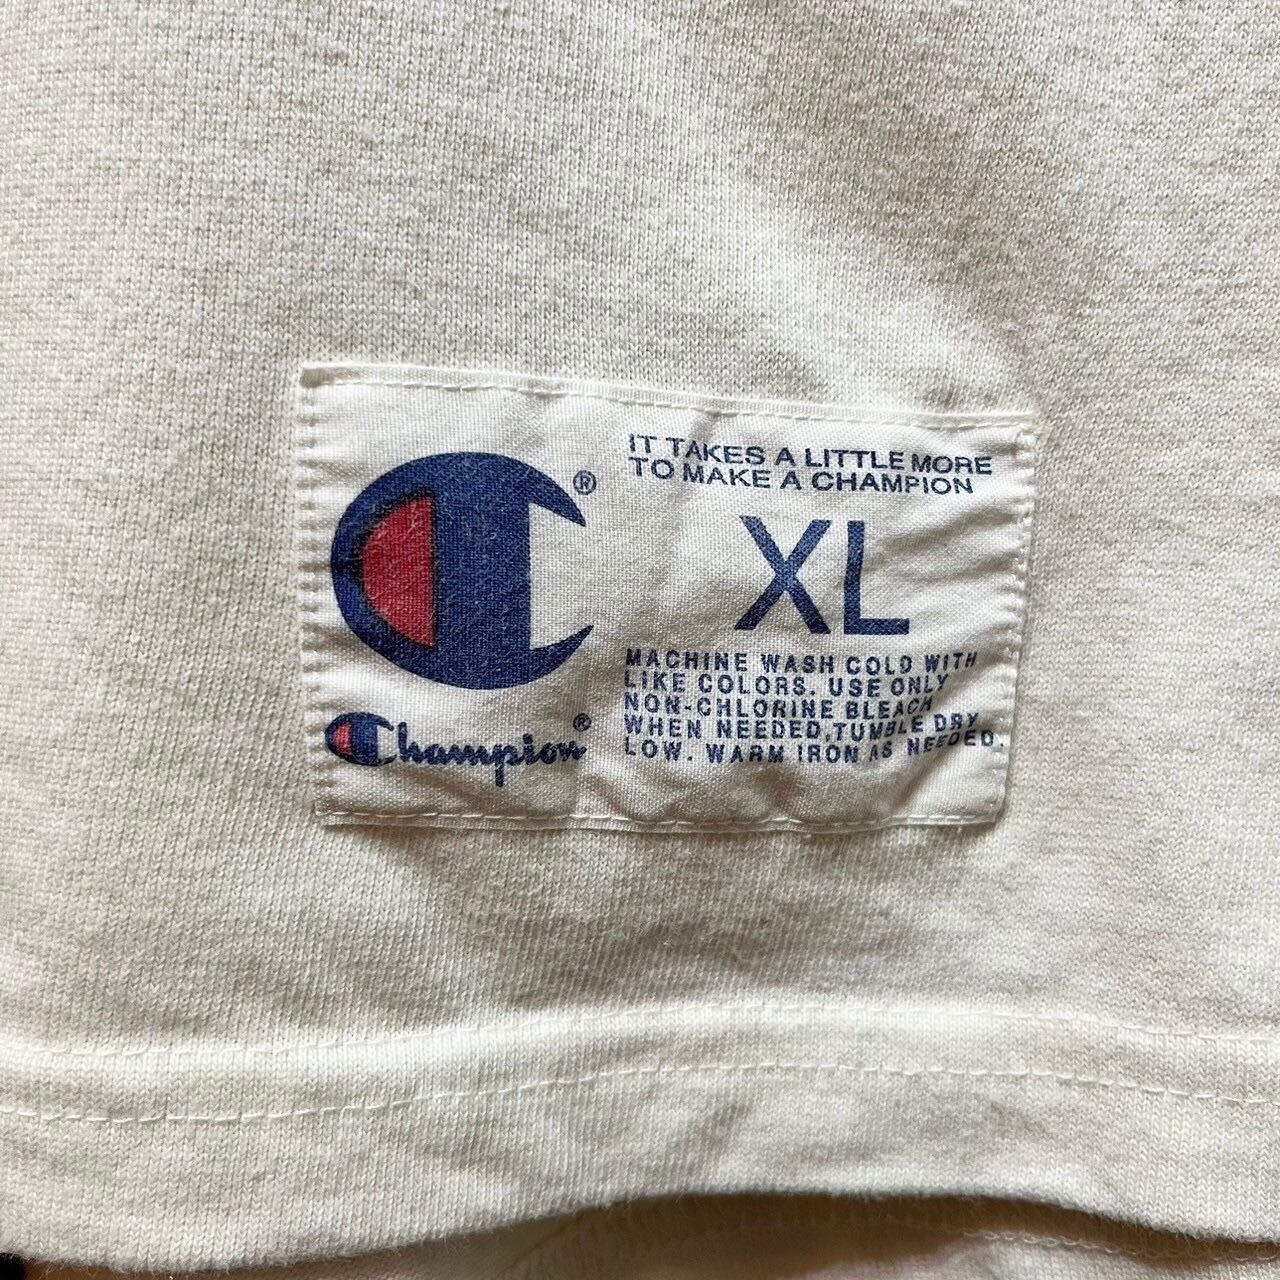 IT TAKES A LITTLE MORE
TO MAKE A CHAMPION
®
XL
MACHINE WASH COLD WITH
LIKE COLORS. USE ONLY
NON-CHLORINE BLEACH
WHEN NEEDED, TUMBLE DRY
LOW. WARM IRON AS NEEDED.
Champion®